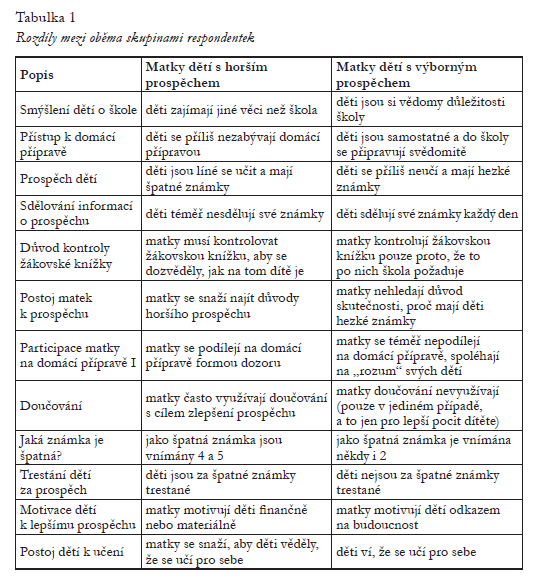 Tabulka 1
Rozdíly mezi oběma skupinami respondentek
Popis
Matky dětí s horším
prospěchem
Matky dětí s výborným
prospěchem
Smýšlení dětí o škole
děti zajímají jiné věci než škola
děti jsou si vědomy důležitosti
školy
Přístup k domácí
přípravě
děti se příliš nezabývají domácí
přípravou
děti jsou samostatné a do školy
se připravují svědomitě
Prospěch dětí
děti jsou líné se učit a mají
špatné známky
děti se příliš neučí a mají hezké
známky
Sdělování informací
o prospěchu
děti téměř nesdělují své známky
děti sdělují své známky každý den
Důvod kontroly
žákovské knížky
matky musí kontrolovat
žákovskou knížku, aby se
dozvěděly, jak na tom dítě je
matky kontrolují žákovskou
knížku pouze proto, že to
po nich škola požaduje
Postoj matek
k prospěchu
matky se snaží najít důvody
horšího prospěchu
matky nehledají důvod
skutečnosti, proč mají děti
hezké známky
Participace matky
na domácí přípravě I
matky se podílejí na domácí
přípravě formou dozoru
matky se téměř nepodílejí
na domácí přípravě, spoléhají
na „rozum“ svých dětí
Doučování
matky často využívají doučování
s cílem zlepšení prospěchu
matky doučování nevyužívají
(pouze v jediném případě,
a to jen pro lepší pocit dítěte)
Jaká známka je
špatná?
jako špatná známka jsou
vnímány 4 a 5
jako špatná známka je vnímána
někdy i 2
Trestání dětí
za prospěch
děti jsou za špatné známky
trestané
děti nejsou za špatné známky
trestané
Motivace dětí
k lepšímu prospěchu
matky motivují děti finančně
nebo materiálně
matky motivují dětí odkazem
na budoucnost
Postoj dětí k učení
matky se snaží, aby děti věděly,
že se učí pro sebe
děti ví, že se učí pro sebe